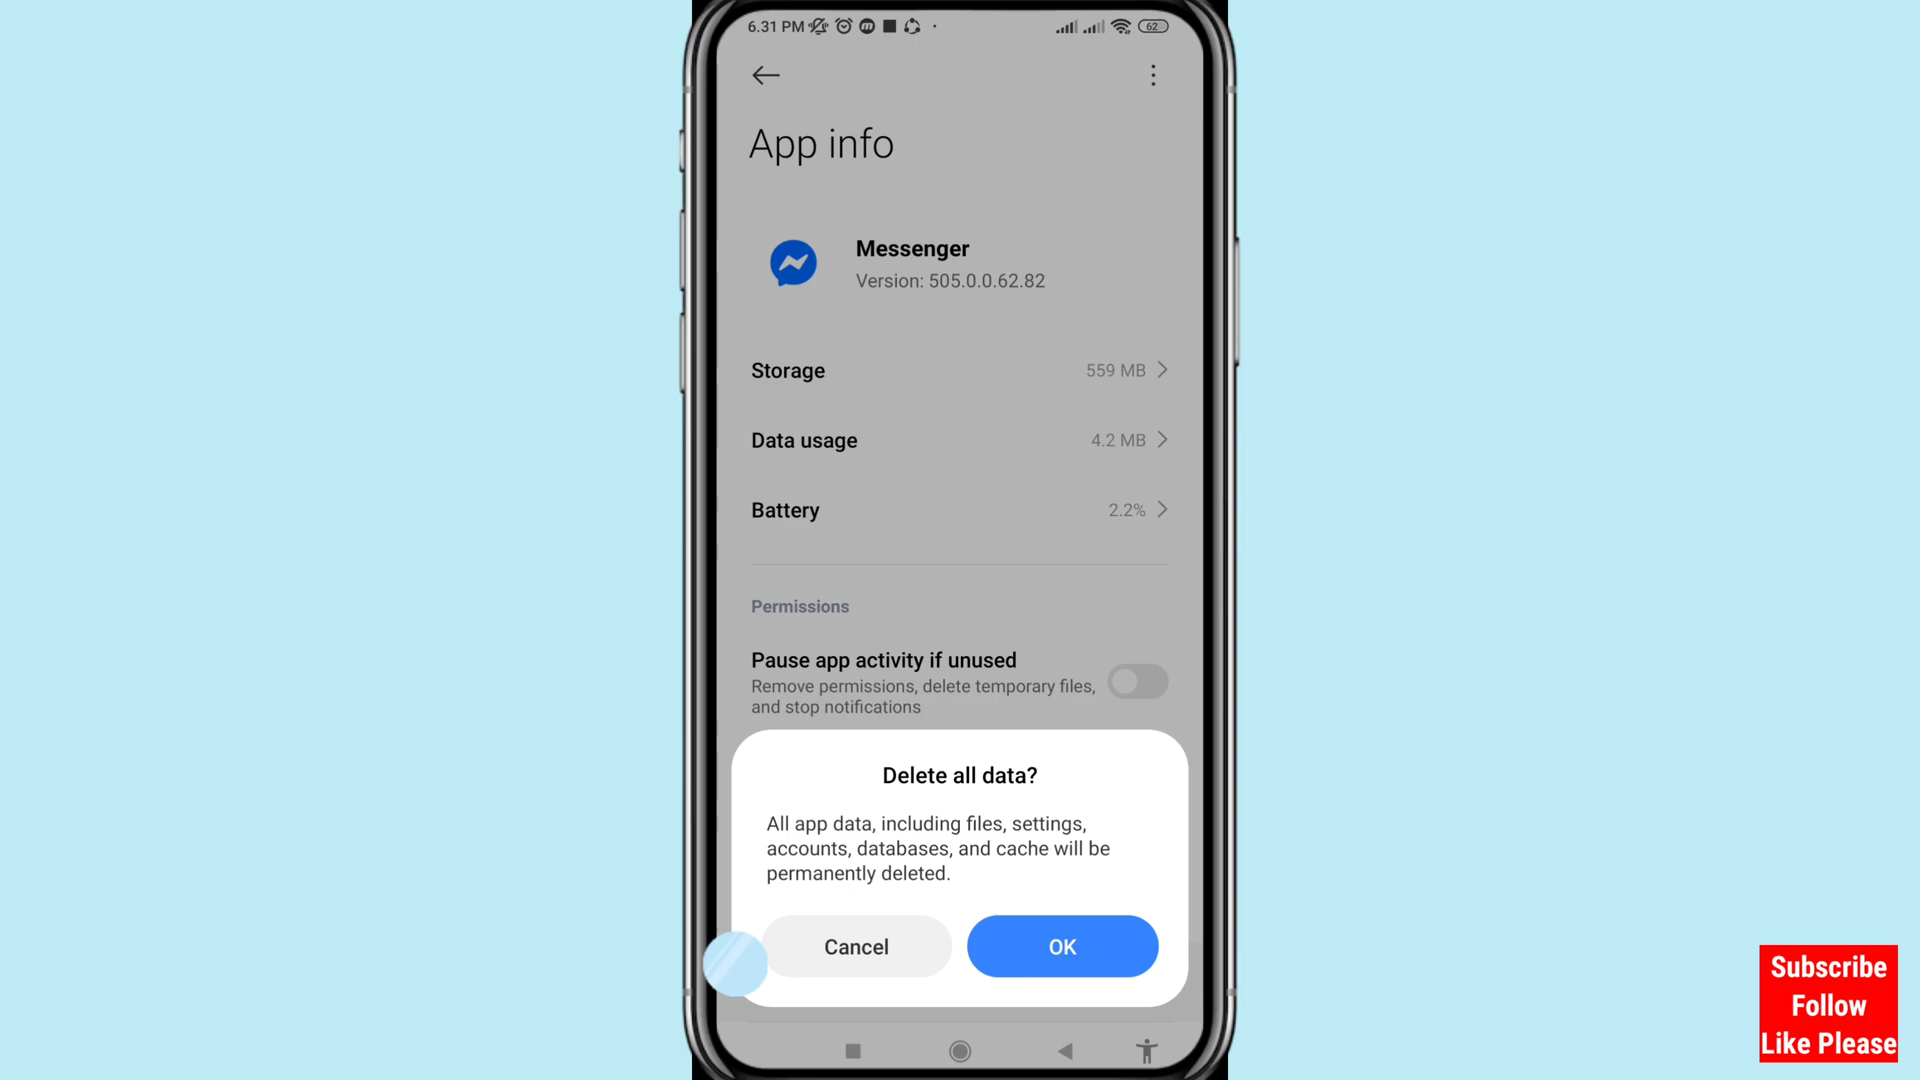 6.31 PM
62
App info
Messenger
Version: 505.0.0.62.82
Storage 559 MB
Data usage 4.2 MB
Battery 2.2%
Permissions
Pause app activity if unused
Remove permissions, delete temporary files,
and stop notifications
Delete all data?
All app data, including files, settings,
accounts, databases, and cache will be
permanently deleted.
Cancel OK
Subscribe
Follow
Like Please